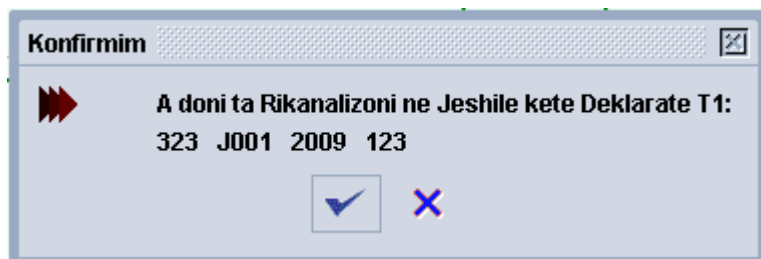 Konfirmim
A doni ta Rikanalizoni ne Jeshile kete Deklarate T1:
323 J001 2009 123